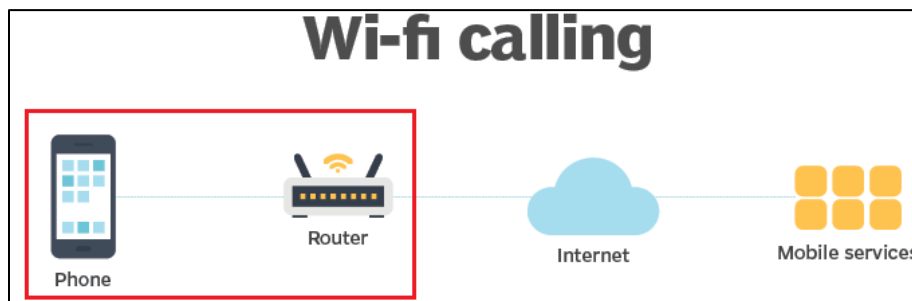 Wi-fi calling
Phone
Router
Internet
Mobile services